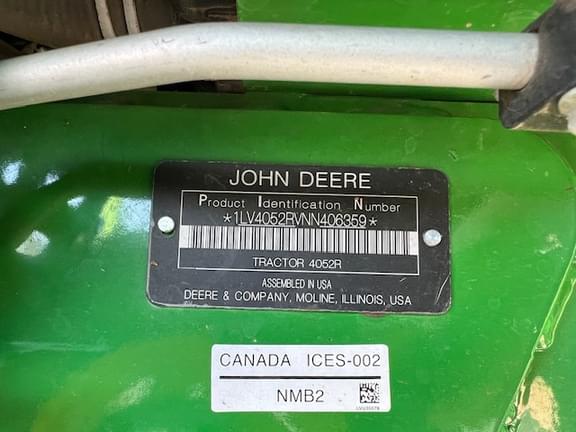 JOHN DEERE
Product Identification Number
*1LV4052RVNN406359*
TRACTOR 4052R
ASSEMBLED IN USA
DEERE & COMPANY, MOLINE, ILLINOIS, USA
CANADA ICES-002
NMB2